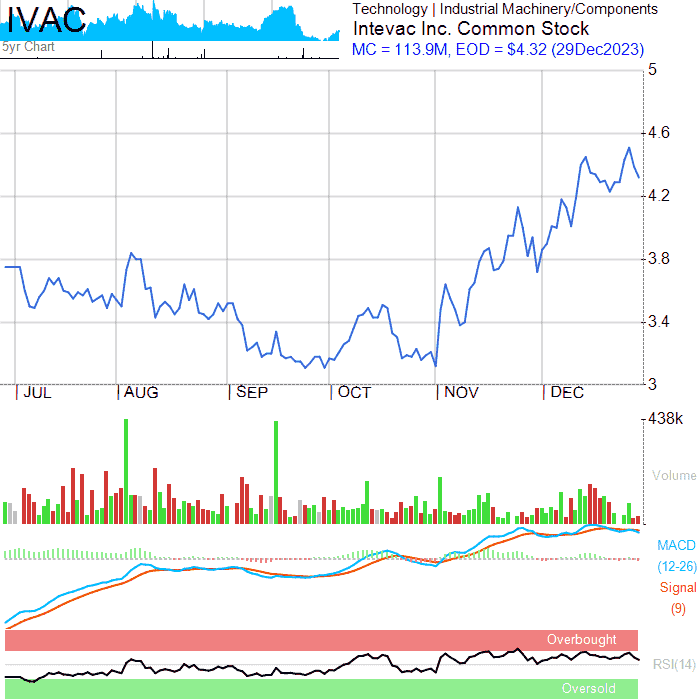 IVAC
5yr Chart
Technology | Industrial Machinery/Components
Intevac Inc. Common Stock
MC = 113.9M, EOD = $4.32 (29Dec2023)
5
4.6
4.2
3.8
3.4
3
JUL AUG SEP OCT NOV DEC
438k
Volume
MACD
(12-26)
Signal
(9)
Overbought
RSI(14)
Oversold